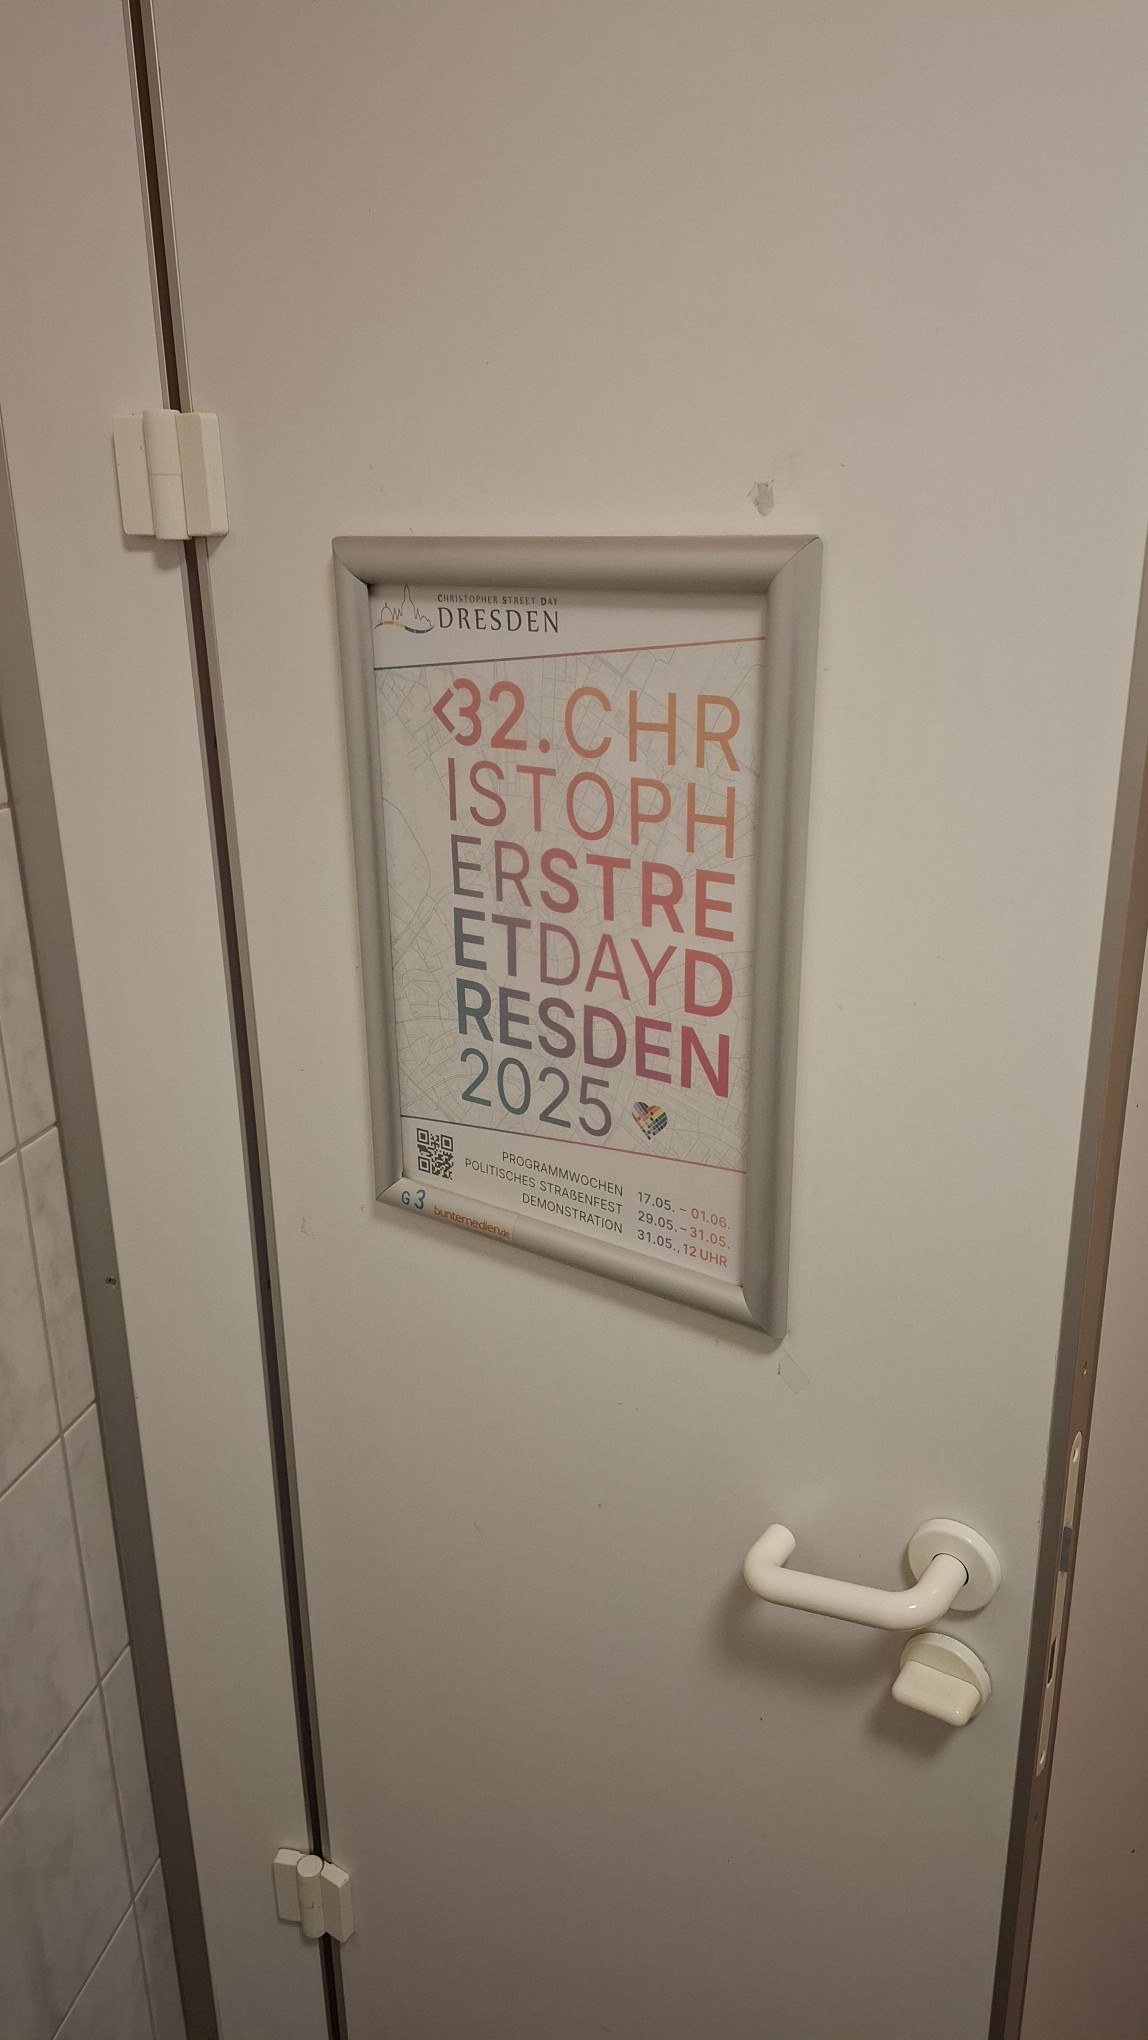 CHRISTOPHER STREET DAY
DRESDEN
<32. CHR
ISTOPH
ERSTRE
ETDAYD
RESDEN
2025
PROGRAMMWOCHEN 17.05. – 01.06.
POLITISCHES STRAßENFEST 29.05. – 31.05.
DEMONSTRATION 31.05., 12 UHR
G3 buntemedien.de